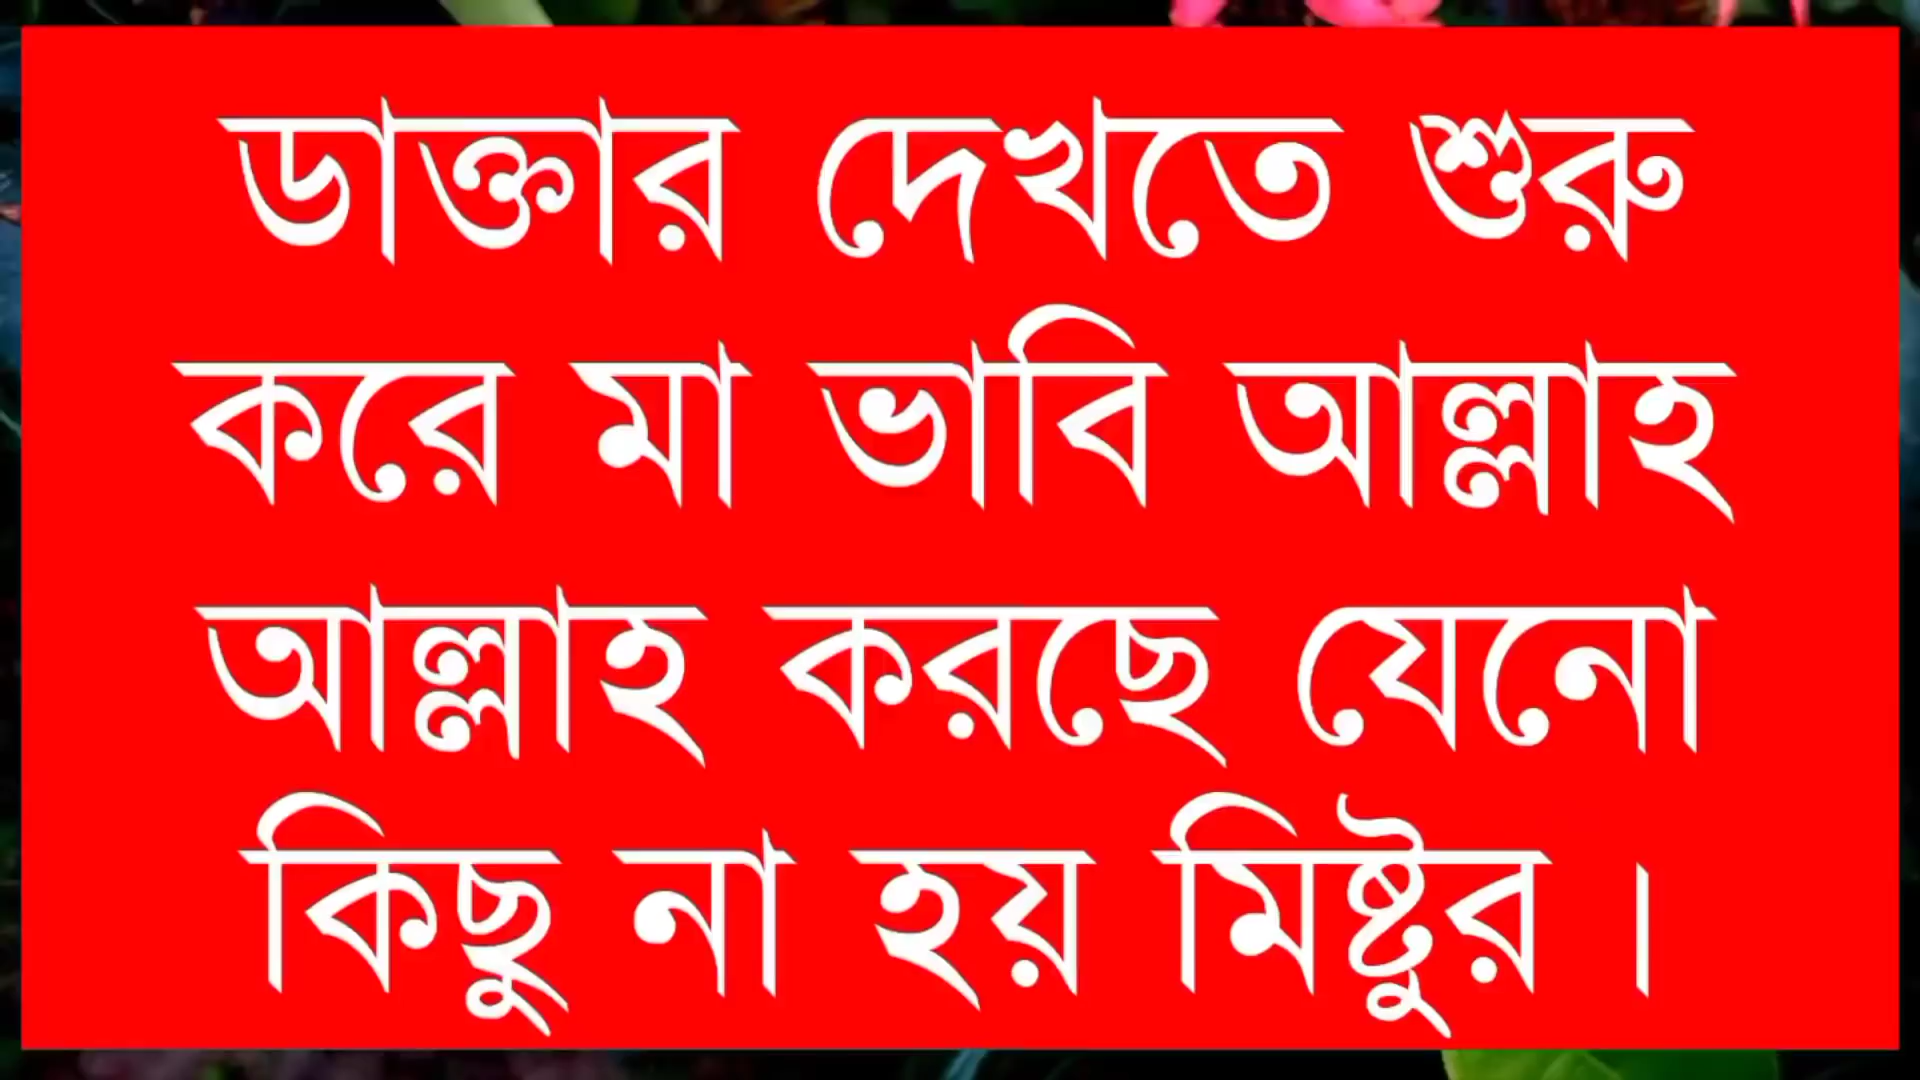 ডাক্তার দেখতে শুরু
করে মা ভাবি আল্লাহ
আল্লাহ করছে যেনো
কিছু না হয় মিষ্টুর ।